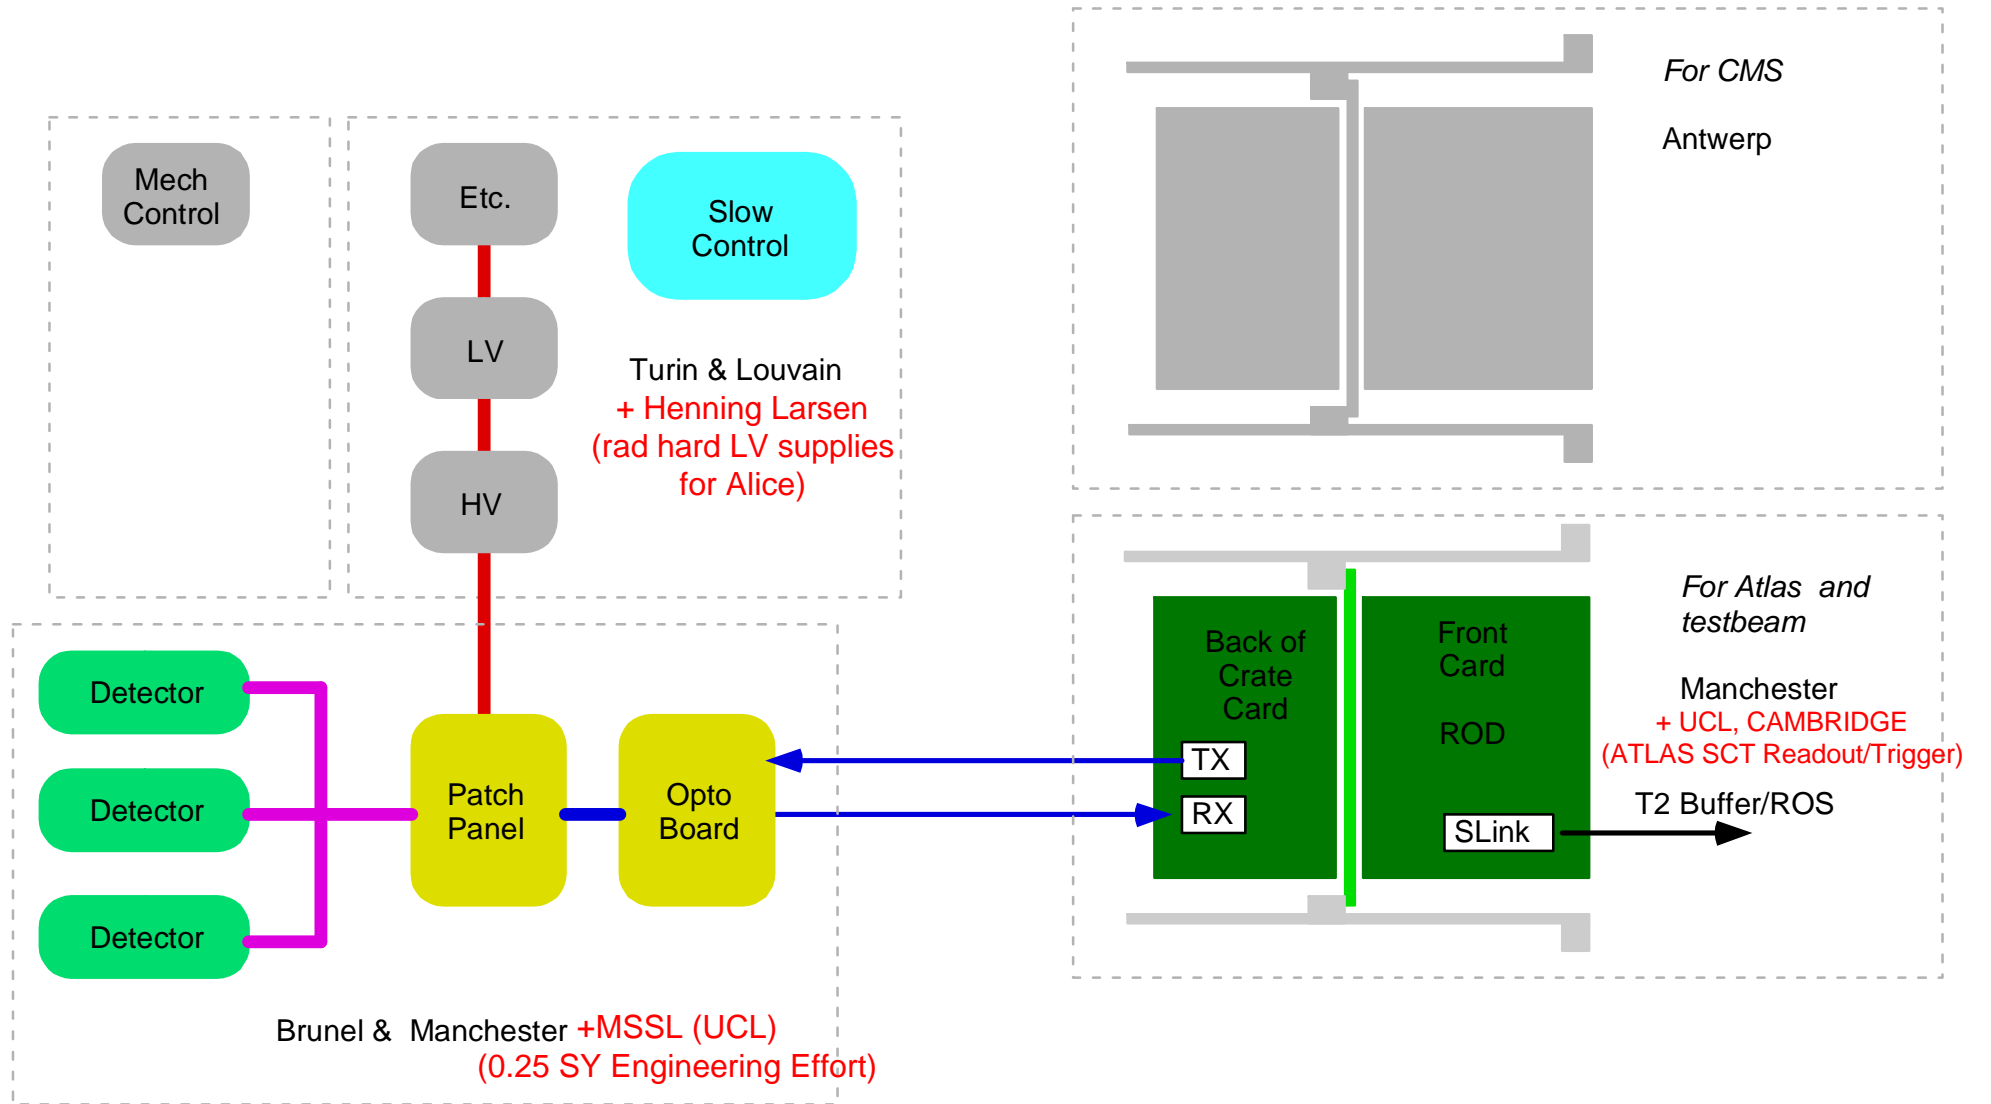 For CMS
Antwerp
Mech
Control
Etc.
Slow
Control
LV
Turin & Louvain
+ Henning Larsen
(rad hard LV supplies
for Alice)
HV
For Atlas  and
testbeam
Back of
Crate
Card
Front
Card
ROD
Manchester
+ UCL, CAMBRIDGE
(ATLAS SCT Readout/Trigger)
Detector
Detector
Detector
Patch
Panel
Opto
Board
TX
RX
SLink
T2 Buffer/ROS
Brunel &  Manchester +MSSL (UCL)
(0.25 SY Engineering Effort)